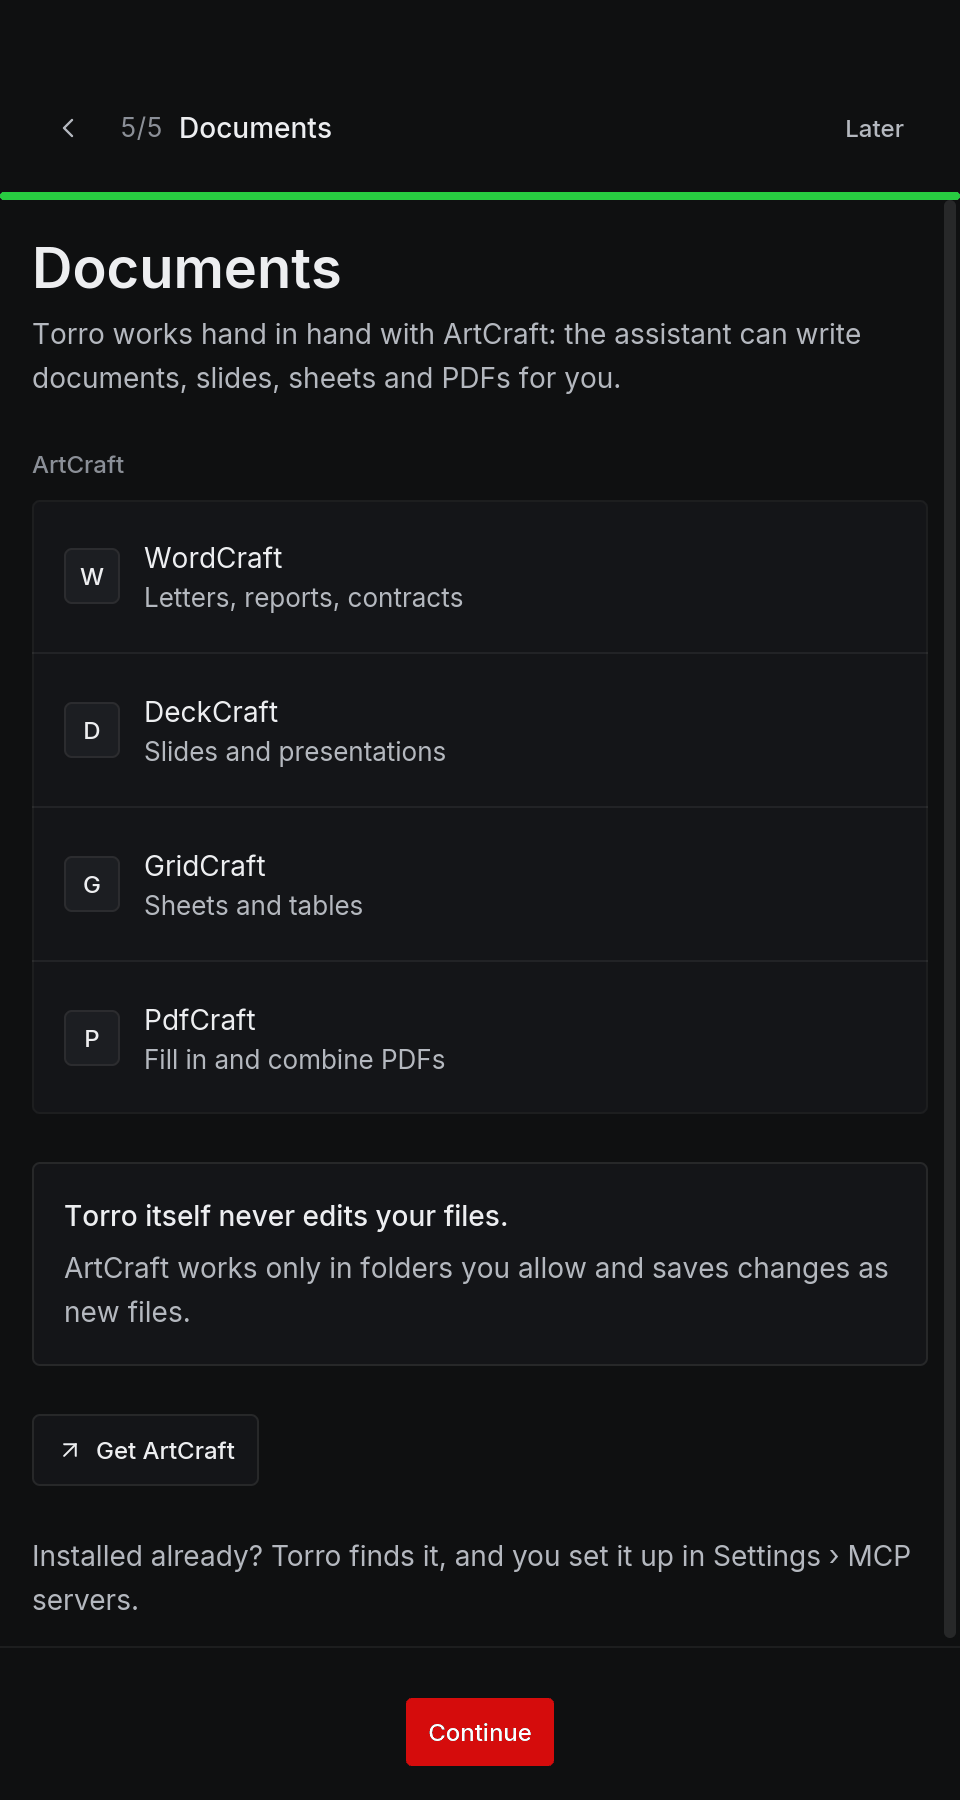 5/5 Documents
Later
Documents
Torro works hand in hand with ArtCraft: the assistant can write
documents, slides, sheets and PDFs for you.
ArtCraft
W
WordCraft
Letters, reports, contracts
D
DeckCraft
Slides and presentations
G
GridCraft
Sheets and tables
P
PdfCraft
Fill in and combine PDFs
Torro itself never edits your files.
ArtCraft works only in folders you allow and saves changes as
new files.
Get ArtCraft
Installed already? Torro finds it, and you set it up in Settings › MCP
servers.
Continue